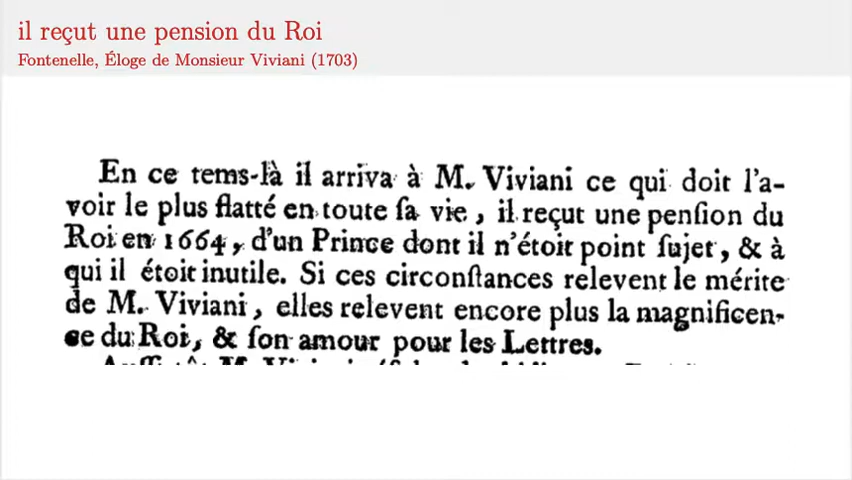 il reçut une pension du Roi
Fontenelle, Éloge de Monsieur Viviani (1703)
En ce tems-là il arriva à M. Viviani ce qui doit l'a-
voir le plus flatté en toute ſa vie, il reçut une penſion du
Roi en 1664, d'un Prince dont il n'étoit point ſujet, & à
qui il étoit inutile. Si ces circonſtances relevent le mérite
de M. Viviani, elles relevent encore plus la magnificen-
ce du Roi, & ſon amour pour les Lettres.